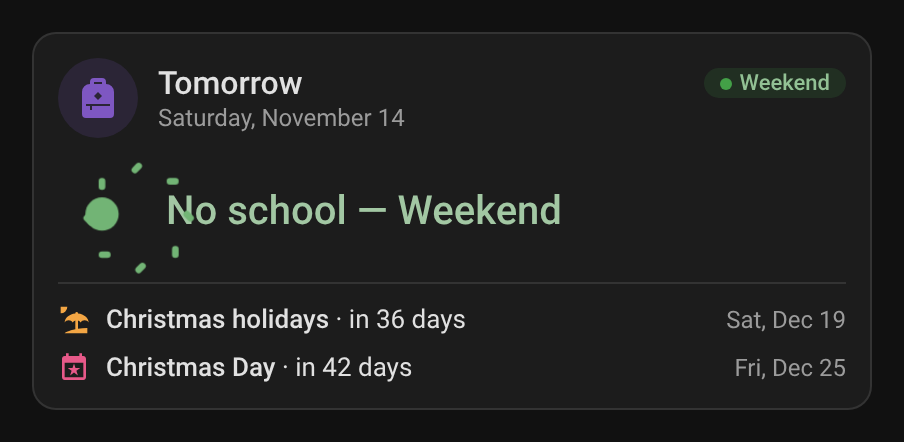 Tomorrow
Weekend
Saturday, November 14
No school — Weekend
Christmas holidays · in 36 days
Sat, Dec 19
Christmas Day · in 42 days
Fri, Dec 25